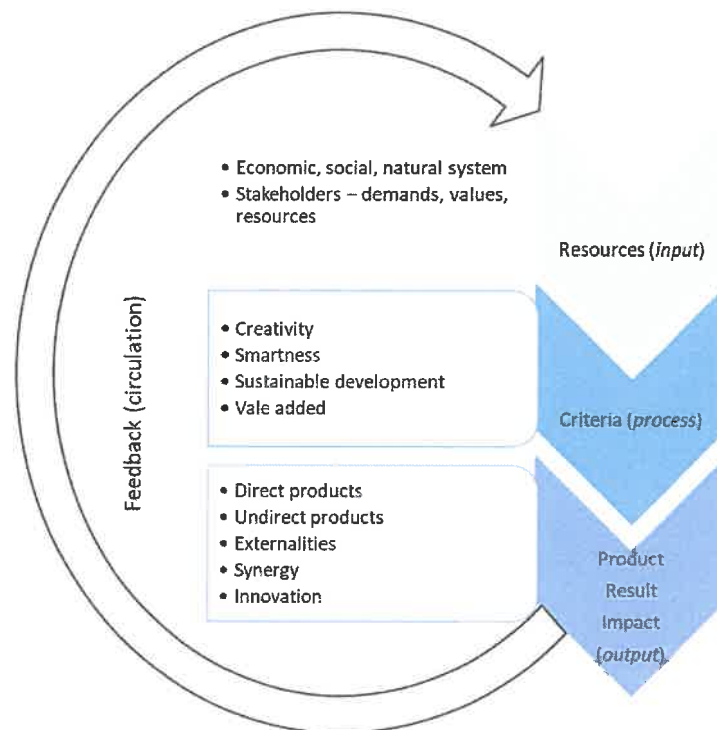 • Economic, social, natural system
• Stakeholders – demands, values,
resources
Resources (input)
Feedback (circulation)
• Creativity
• Smartness
• Sustainable development
• Vale added
Criteria (process)
• Direct products
• Undirect products
• Externalities
• Synergy
• Innovation
Product
Result
Impact
(output)